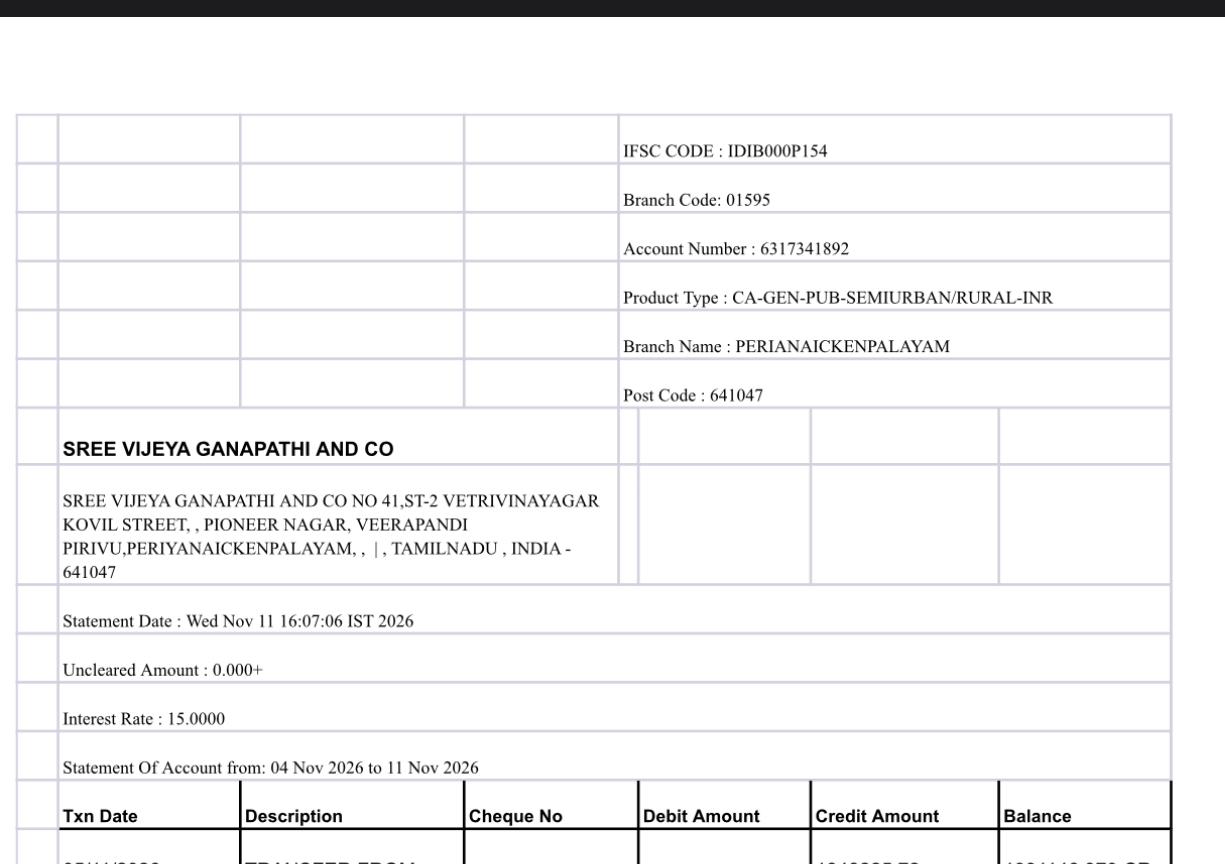 IFSC CODE : IDIB000P154
Branch Code: 01595
Account Number : 6317341892
Product Type : CA-GEN-PUB-SEMIURBAN/RURAL-INR
Branch Name : PERIANAICKENPALAYAM
Post Code : 641047
SREE VIJEYA GANAPATHI AND CO
SREE VIJEYA GANAPATHI AND CO NO 41,ST-2 VETRIVINAYAGAR
KOVIL STREET, , PIONEER NAGAR, VEERAPANDI
PIRIVU,PERIYANAICKENPALAYAM, , | , TAMILNADU , INDIA -
641047
Statement Date : Wed Nov 11 16:07:06 IST 2026
Uncleared Amount : 0.000+
Interest Rate : 15.0000
Statement Of Account from: 04 Nov 2026 to 11 Nov 2026
Txn Date Description Cheque No Debit Amount Credit Amount Balance
TRANSFER FROM